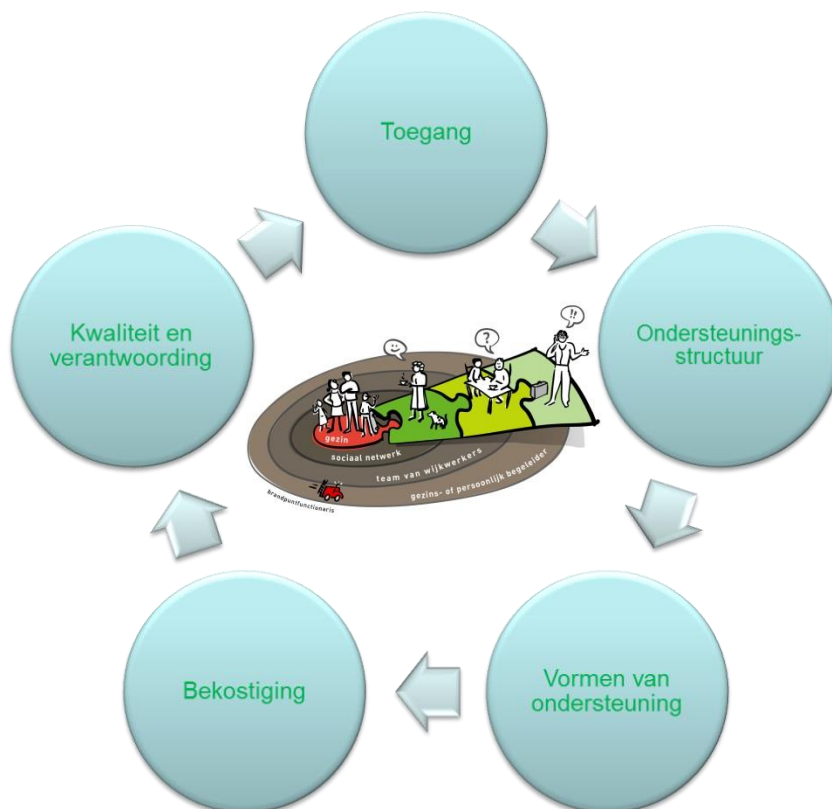 Toegang
Ondersteunings-
structuur
Vormen van
ondersteuning
Bekostiging
Kwaliteit en
verantwoording
!!
?
gezin
sociaal netwerk
team van wijkwerkers
gezins- of persoonlijk begeleider
brandpuntfunctionaris